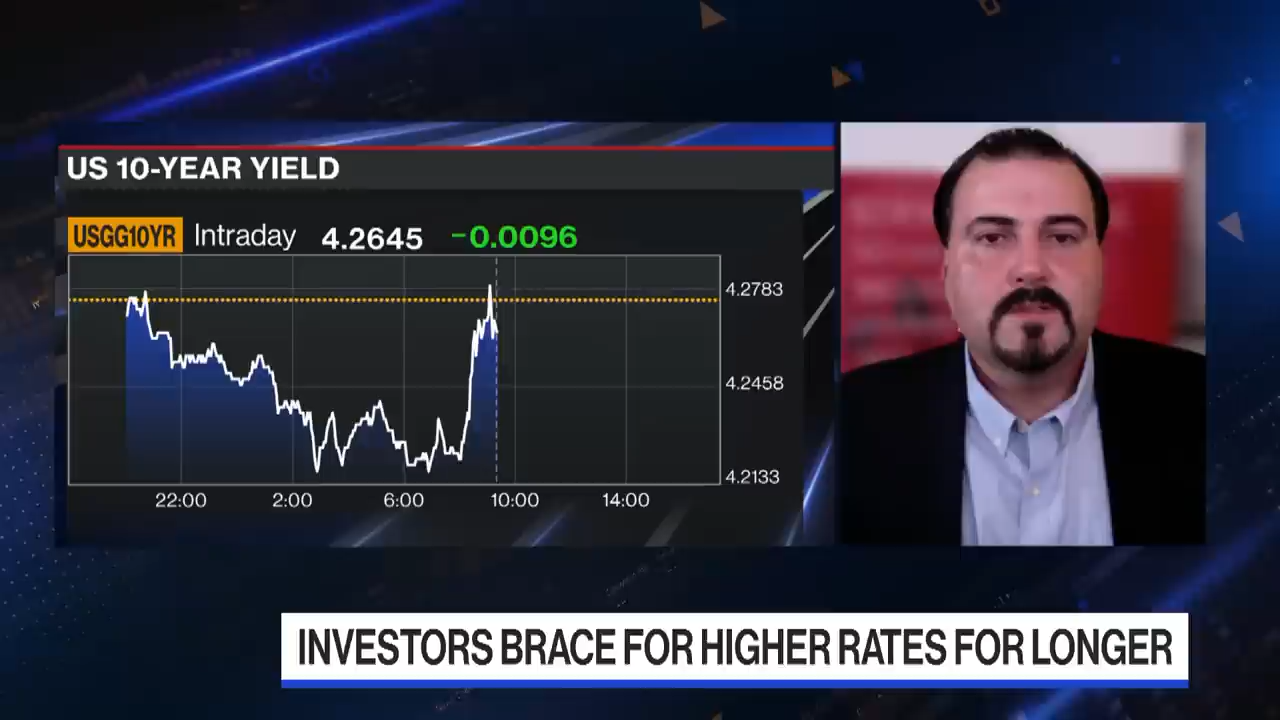 US 10-YEAR YIELD
USGG10YR Intraday 4.2645 -0.0096
4.2783
4.2458
4.2133
22:00 2:00 6:00 10:00 14:00
INVESTORS BRACE FOR HIGHER RATES FOR LONGER